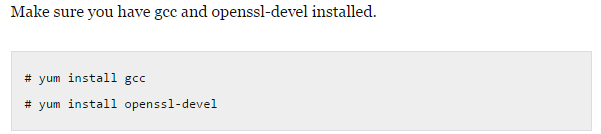 Make sure you have gcc and openssl-devel installed.
# yum install gcc
# yum install openssl-devel